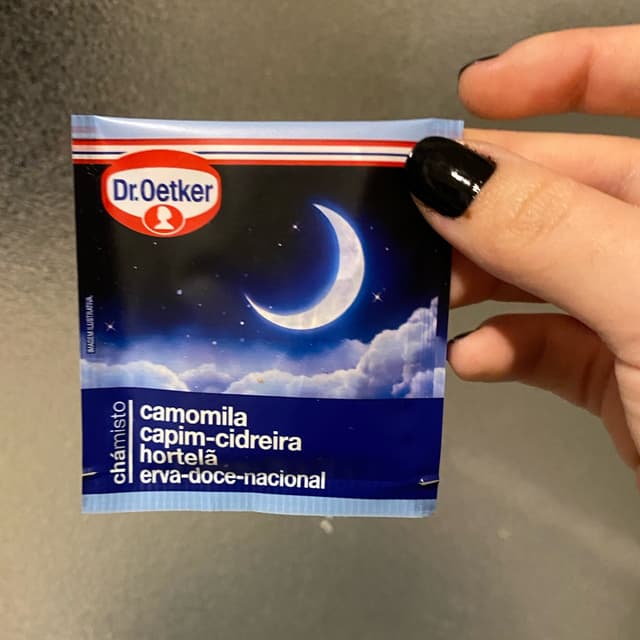 Dr.Oetker
IMAGEM ILUSTRATIVA
chámisto
camomila
capim-cidreira
hortelã
erva-doce-nacional